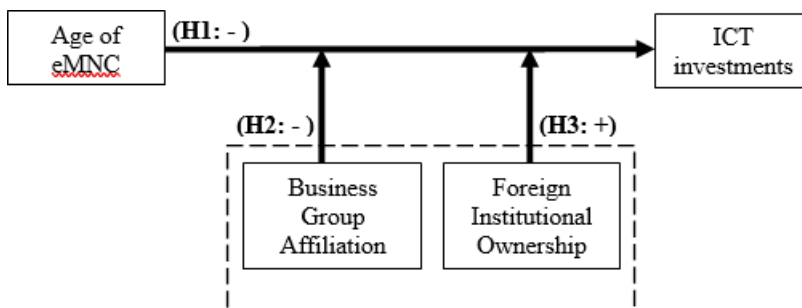 Age of
eMNC
(H1: - )
ICT
investments
(H2: - )
(H3: +)
Business
Group
Affiliation
Foreign
Institutional
Ownership